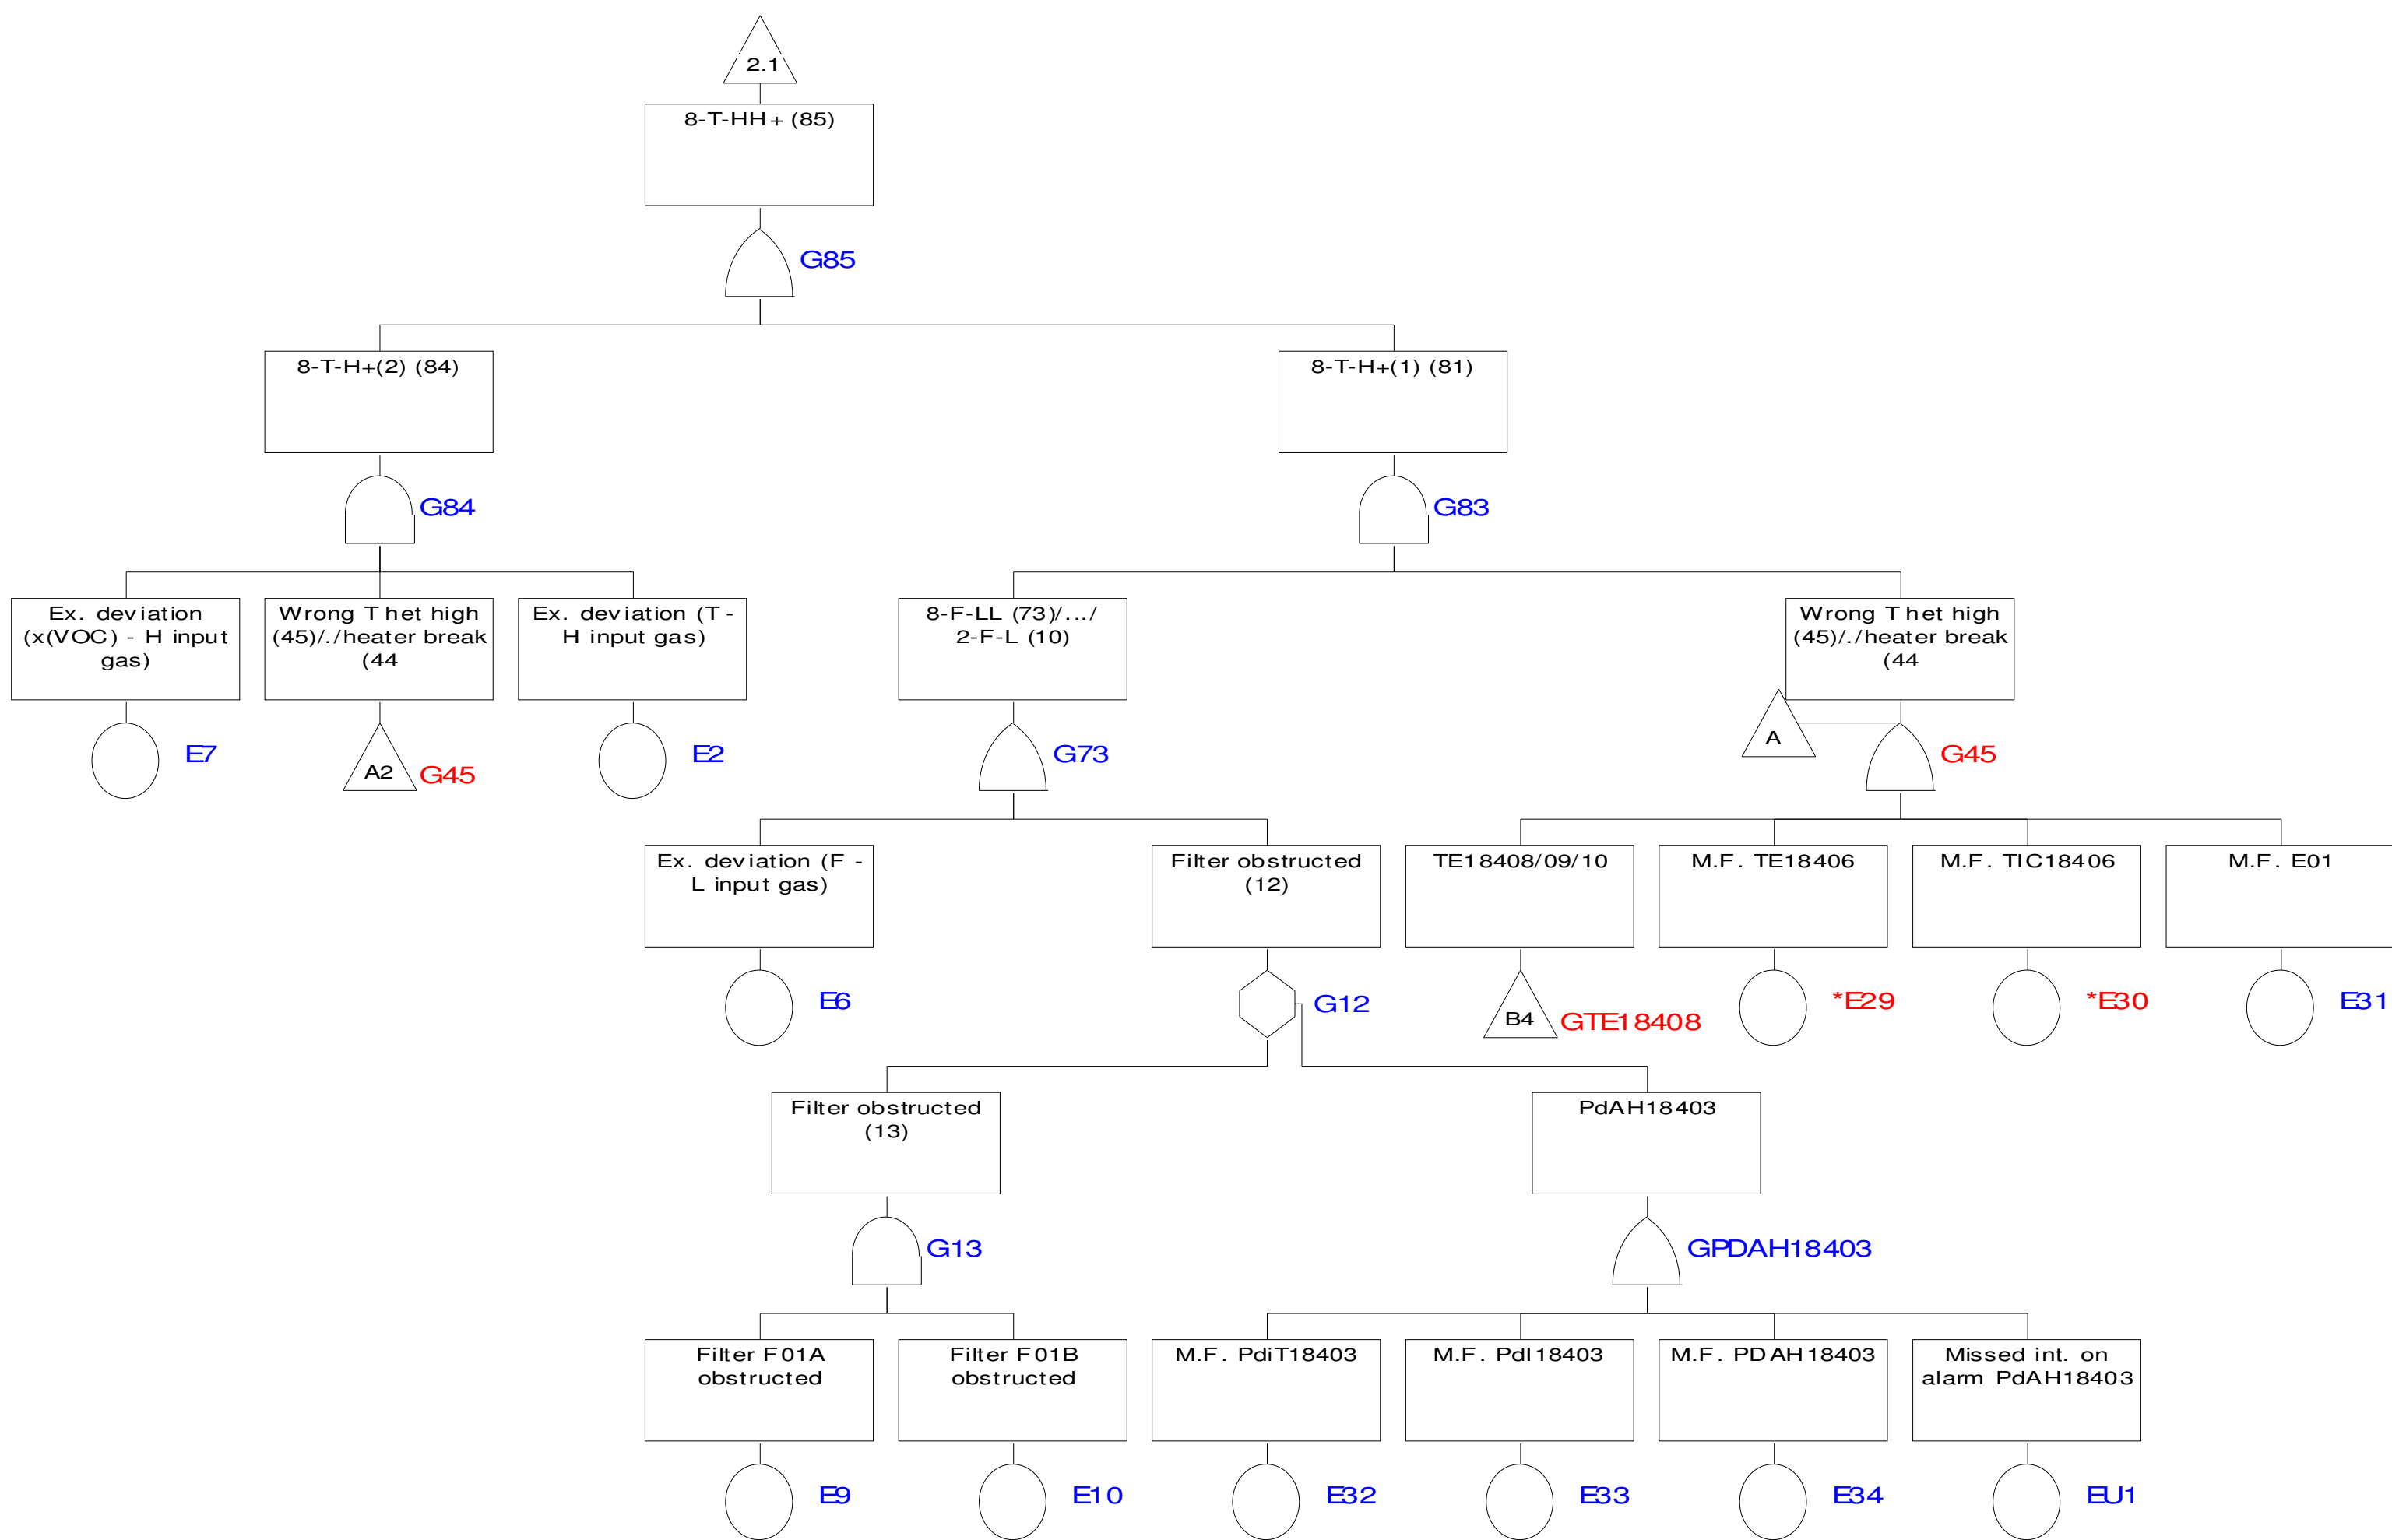 2.1
8-T-HH+ (85)
G85
8-T-H+(2) (84)
8-T-H+(1) (81)
G84
G83
Ex. deviation
(x(VOC) - H input
gas)
Wrong Thet high
(45)/./heater break
(44
Ex. deviation (T -
H input gas)
8-F-LL (73)/.../
2-F-L (10)
Wrong Thet high
(45)/./heater break
(44
E7
A2
G45
E2
G73
A
G45
Ex. deviation (F -
L input gas)
Filter obstructed
(12)
TE18408/09/10
M.F. TE18406
M.F. TIC18406
M.F. E01
E6
G12
B4
GTE18408
*E29
*E30
E31
Filter obstructed
(13)
PdAH18403
G13
GPDAH18403
Filter F01A
obstructed
Filter F01B
obstructed
M.F. PdiT18403
M.F. PdI18403
M.F. PDAH18403
Missed int. on
alarm PdAH18403
E9
E10
E32
E33
E34
EU1